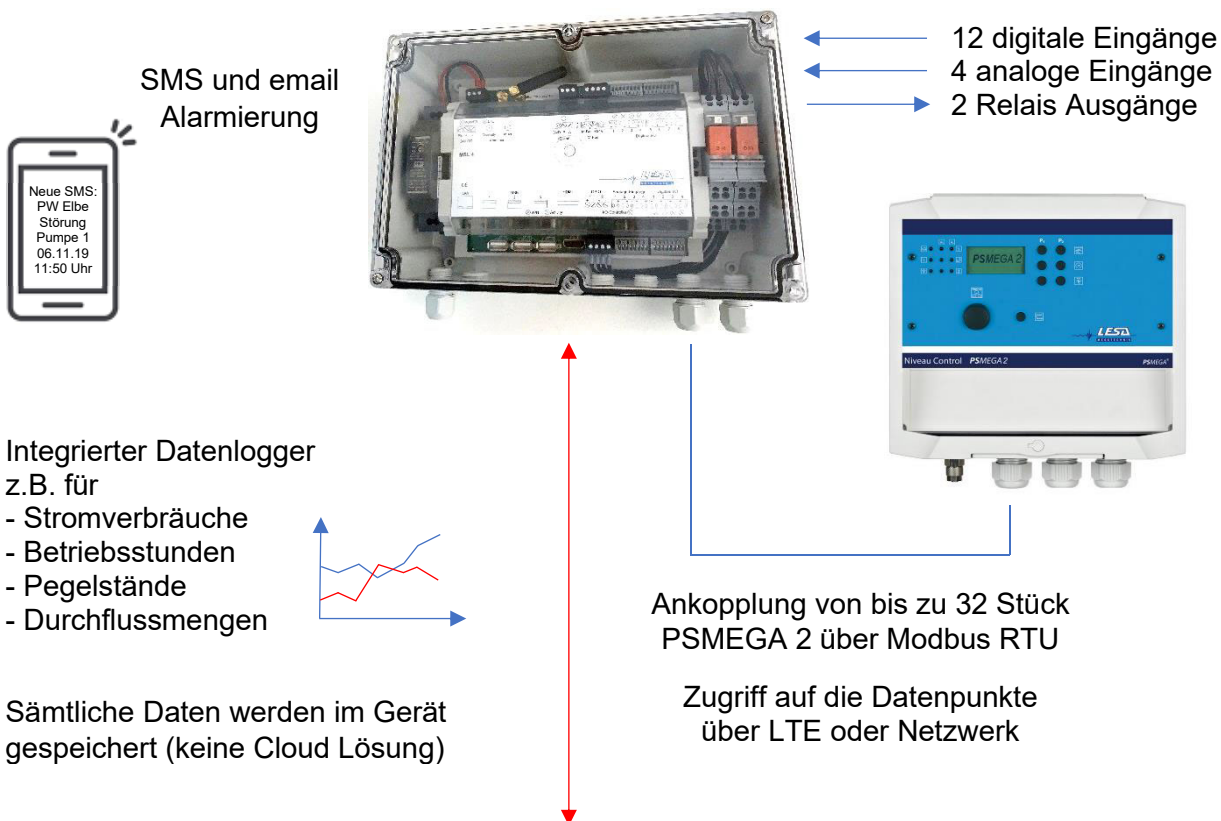 SMS und email
Alarmierung
Neue SMS:
PW Elbe
Störung
Pumpe 1
06.11.19
11:50 Uhr
12 digitale Eingänge
4 analoge Eingänge
2 Relais Ausgänge
PSMEGA 2
LESA
Niveau Control PSMEGA2
PSMEGA
Integrierter Datenlogger
z.B. für
- Stromverbräuche
- Betriebsstunden
- Pegelstände
- Durchflussmengen
Sämtliche Daten werden im Gerät
gespeichert (keine Cloud Lösung)
Ankopplung von bis zu 32 Stück
PSMEGA 2 über Modbus RTU
Zugriff auf die Datenpunkte
über LTE oder Netzwerk